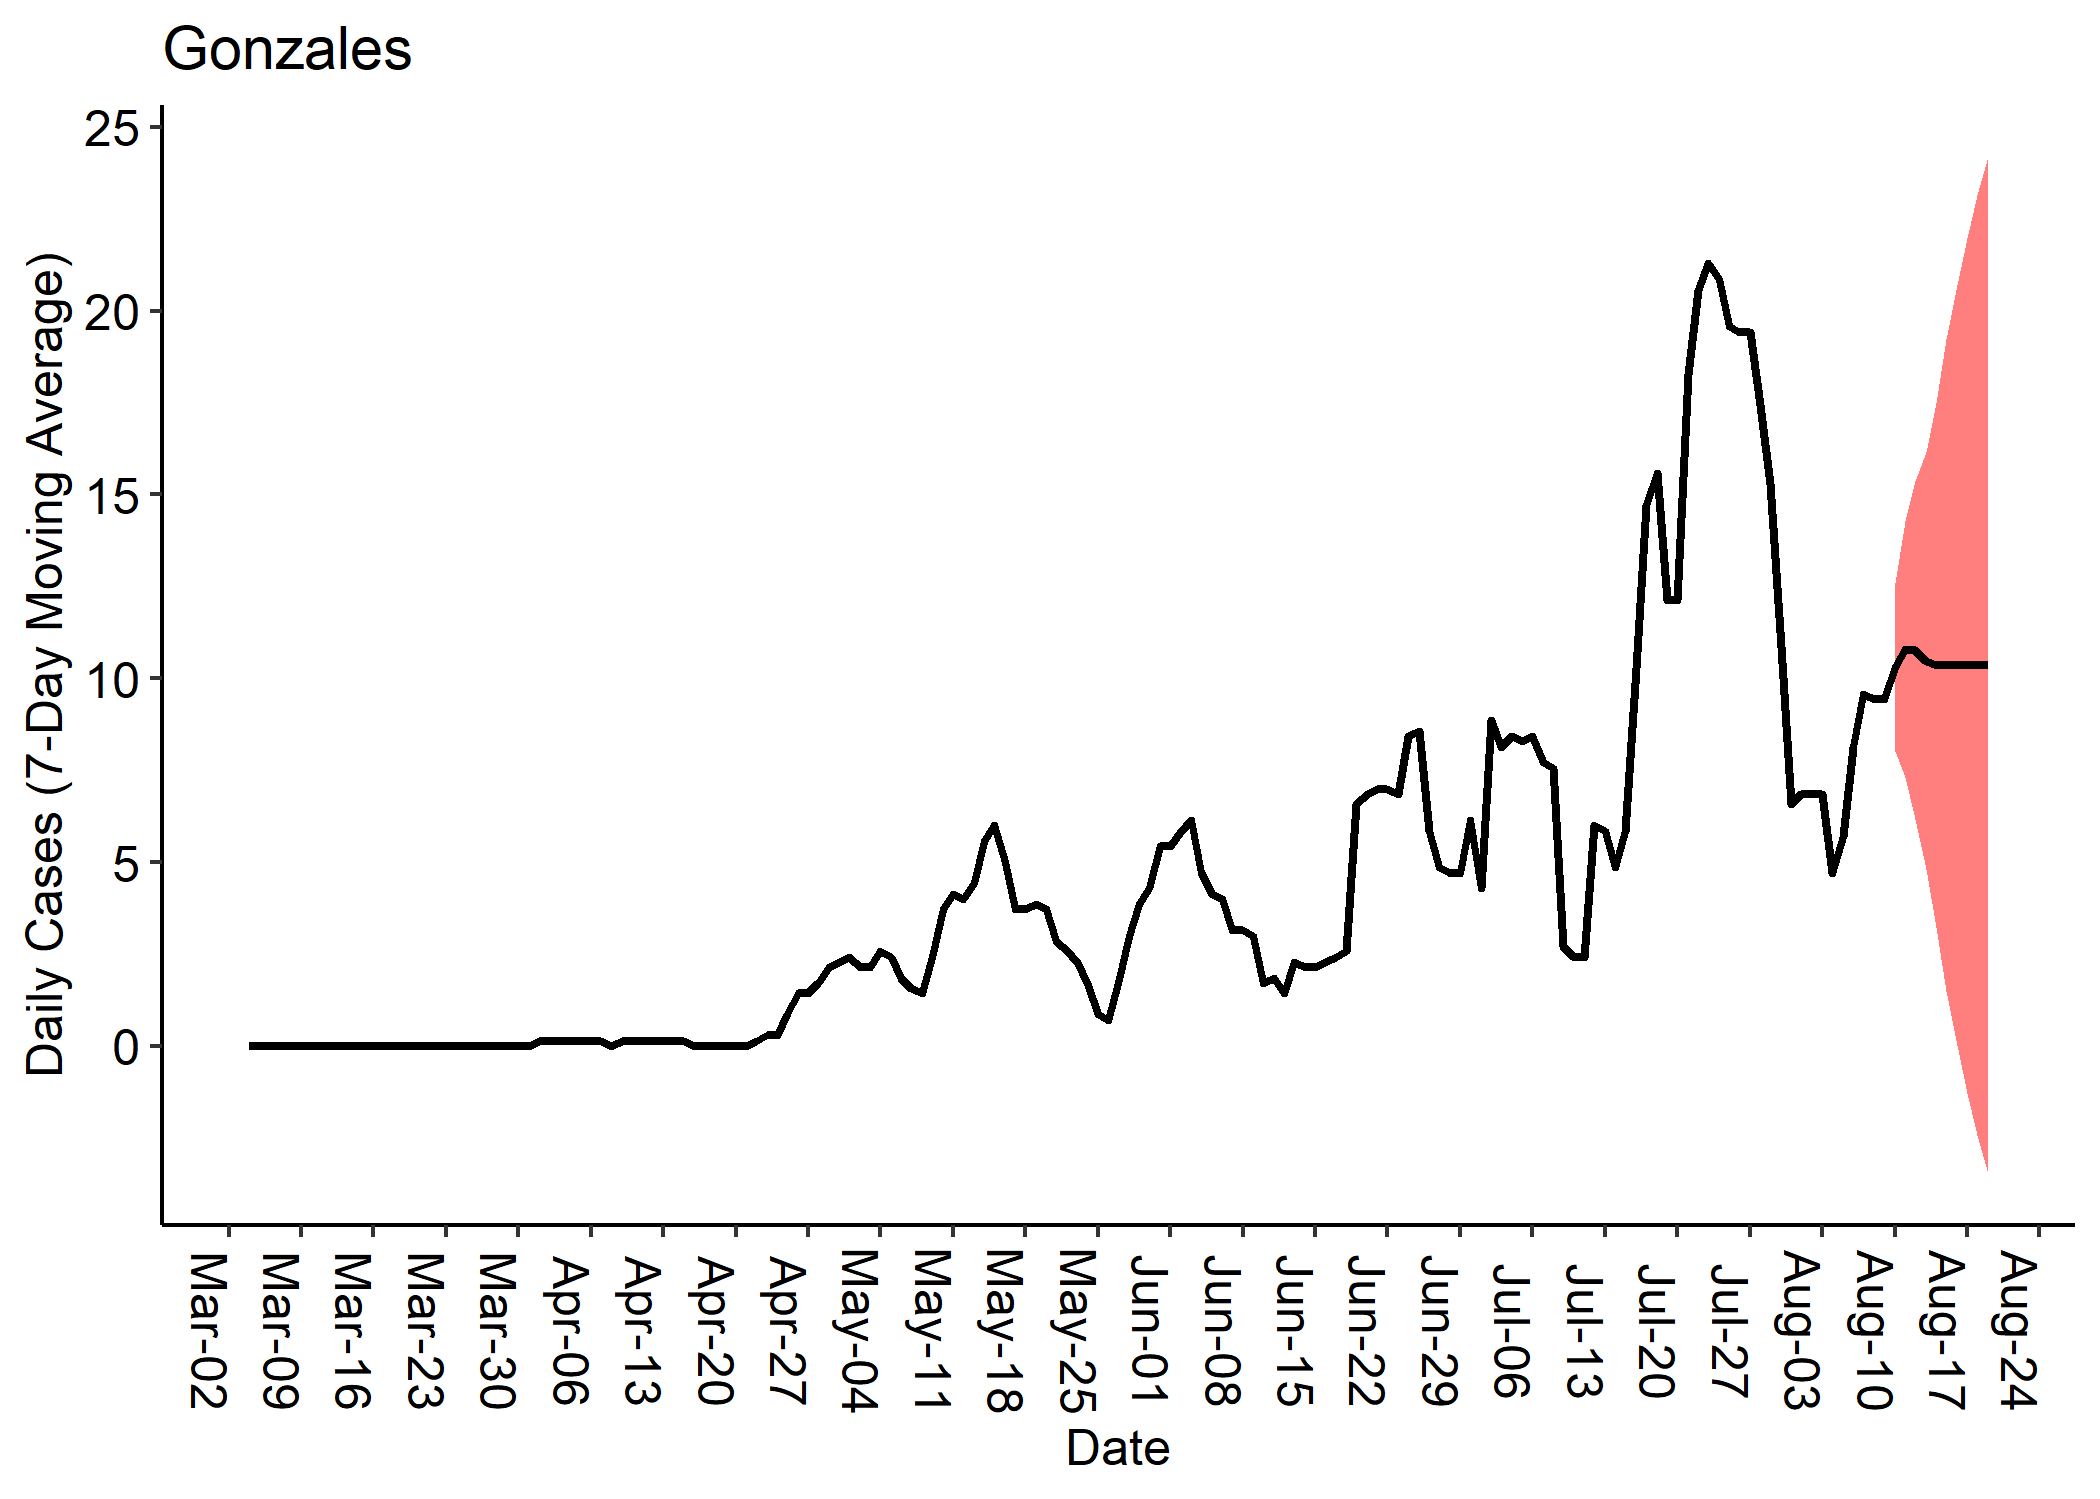 Gonzales
Daily Cases (7-Day Moving Average)
25
20
15
10
5
0
Mar-02
Mar-09
Mar-16
Mar-23
Mar-30
Apr-06
Apr-13
Apr-20
Apr-27
May-04
May-11
May-18
May-25
Jun-01
Jun-08
Jun-15
Jun-22
Jun-29
Jul-06
Jul-13
Jul-20
Jul-27
Aug-03
Aug-10
Aug-17
Aug-24
Date